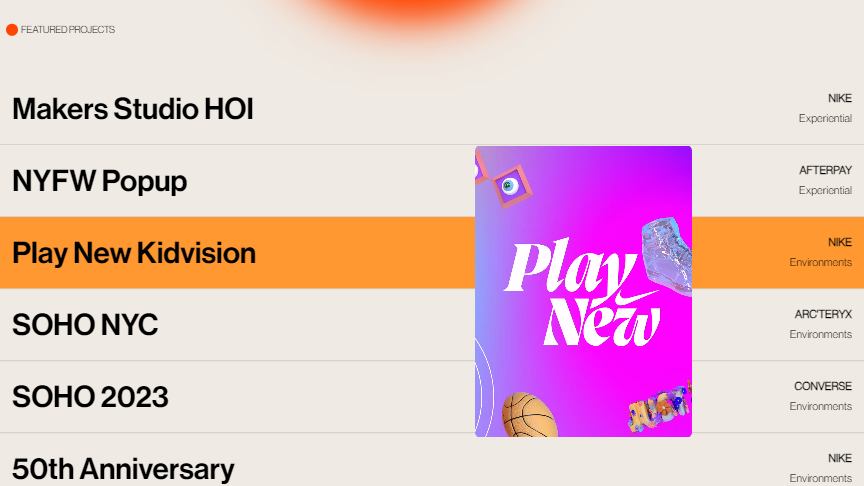 FEATURED PROJECTS
Makers Studio HOI
NIKE
Experiential
NYFW Popup
AFTERPAY
Experiential
Play New Kidvision
NIKE
Environments
Play
New
SOHO NYC
ARC'TERYX
Environments
SOHO 2023
CONVERSE
Environments
50th Anniversary
NIKE
Environments